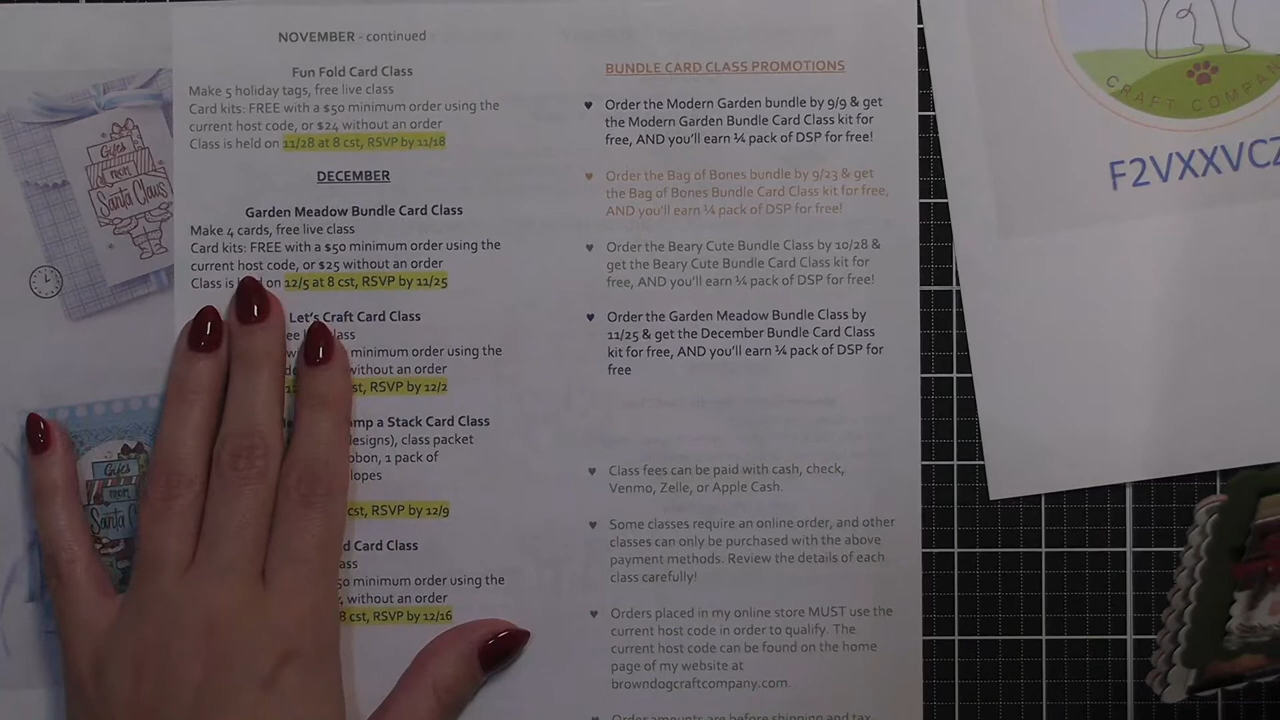 NOVEMBER - continued
Fun Fold Card Class
Make 5 holiday tags, free live class
Card kits: FREE with a $50 minimum order using the
current host code, or $24 without an order
Class is held on 11/28 at 8 cst, RSVP by 11/18
DECEMBER
Garden Meadow Bundle Card Class
Make 4 cards, free live class
Card kits: FREE with a $50 minimum order using the
current host code, or $25 without an order
Class is on 12/5 at 8 cst, RSVP by 11/25
Let's Craft Card Class
minimum order using the
without an order
cst, RSVP by 12/2
a Stack Card Class
designs), class packet
1 pack of
cst, RSVP by 12/9
Card Class
minimum order using the
without an order
8 cst, RSVP by 12/16
BUNDLE CARD CLASS PROMOTIONS
♥ Order the Modern Garden bundle by 9/9 & get
the Modern Garden Bundle Card Class kit for
free, AND you'll earn ¼ pack of DSP for free!
♥ Order the Bag of Bones bundle by 9/23 & get
the Bag of Bones Bundle Card Class kit for free,
AND you'll earn ¼ pack of DSP for free!
♥ Order the Beary Cute Bundle Class by 10/28 &
get the Beary Cute Bundle Card Class kit for
free, AND you'll earn ¼ pack of DSP for free!
♥ Order the Garden Meadow Bundle Class by
11/25 & get the December Bundle Card Class
kit for free, AND you'll earn ¼ pack of DSP for
free
♥ Class fees can be paid with cash, check,
Venmo, Zelle, or Apple Cash.
♥ Some classes require an online order, and other
classes can only be purchased with the above
payment methods. Review the details of each
class carefully!
♥ Orders placed in my online store MUST use the
current host code in order to qualify. The
current host code can be found on the home
page of my website at
browndogcraftcompany.com.
♥ Order amounts are before shipping and tax
CRAFT COMPA
F2VXXVCZ
Gifts
from
Santa Claus
Gifts
from
Santa